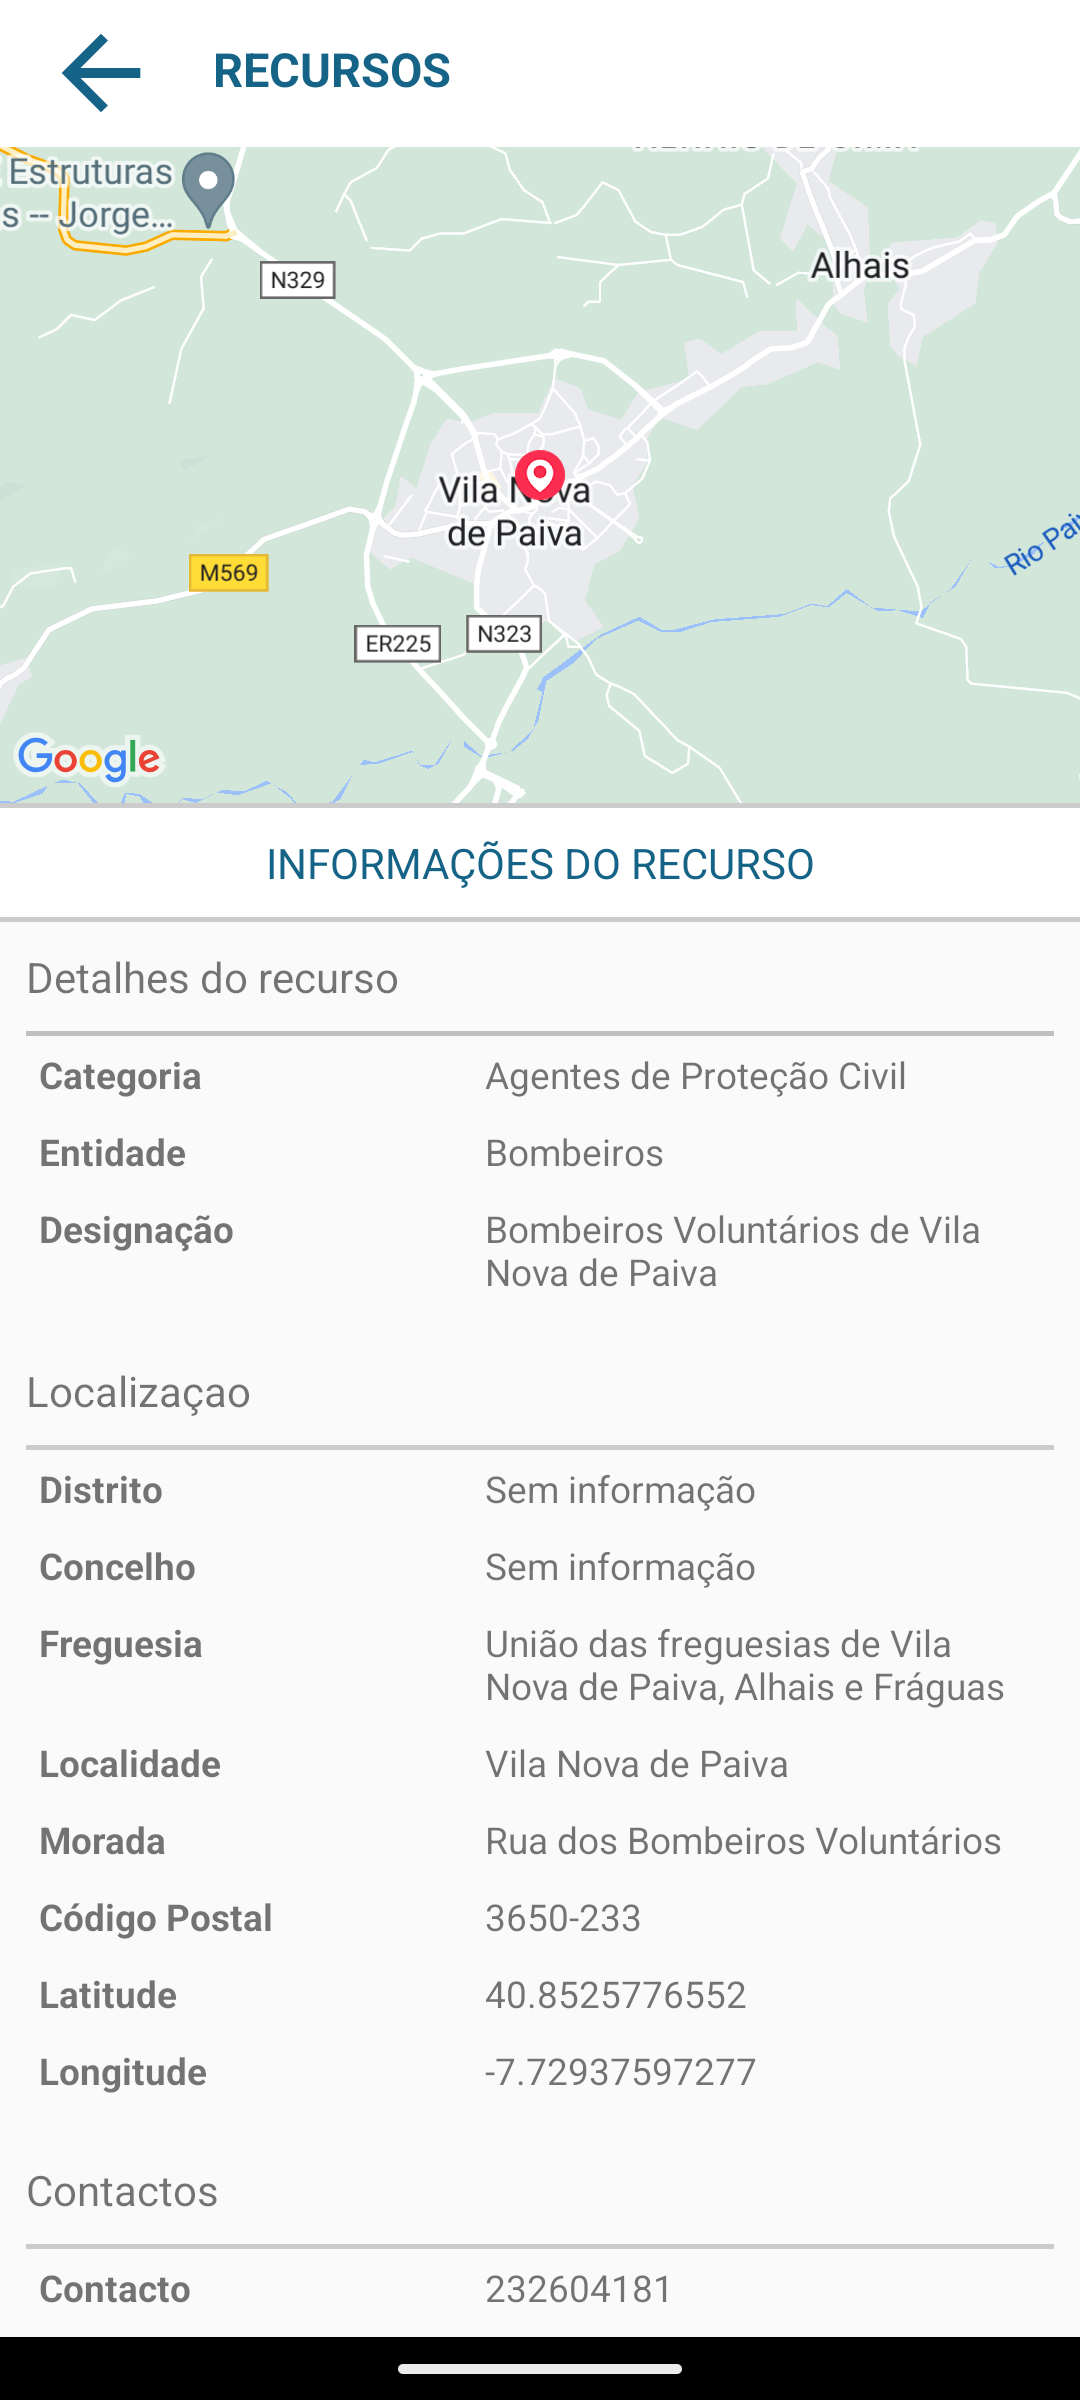 RECURSOS
Estruturas
s -- Jorge...
N329
Alhais
Vila Nova
de Paiva
Rio Pai
M569
ER225
N323
Google
INFORMAÇÕES DO RECURSO
Detalhes do recurso
Categoria Agentes de Proteção Civil
Entidade Bombeiros
Designação Bombeiros Voluntários de Vila
Nova de Paiva
Localizaçao
Distrito Sem informação
Concelho Sem informação
Freguesia União das freguesias de Vila
Nova de Paiva, Alhais e Fráguas
Localidade Vila Nova de Paiva
Morada Rua dos Bombeiros Voluntários
Código Postal 3650-233
Latitude 40.8525776552
Longitude -7.72937597277
Contactos
Contacto 232604181